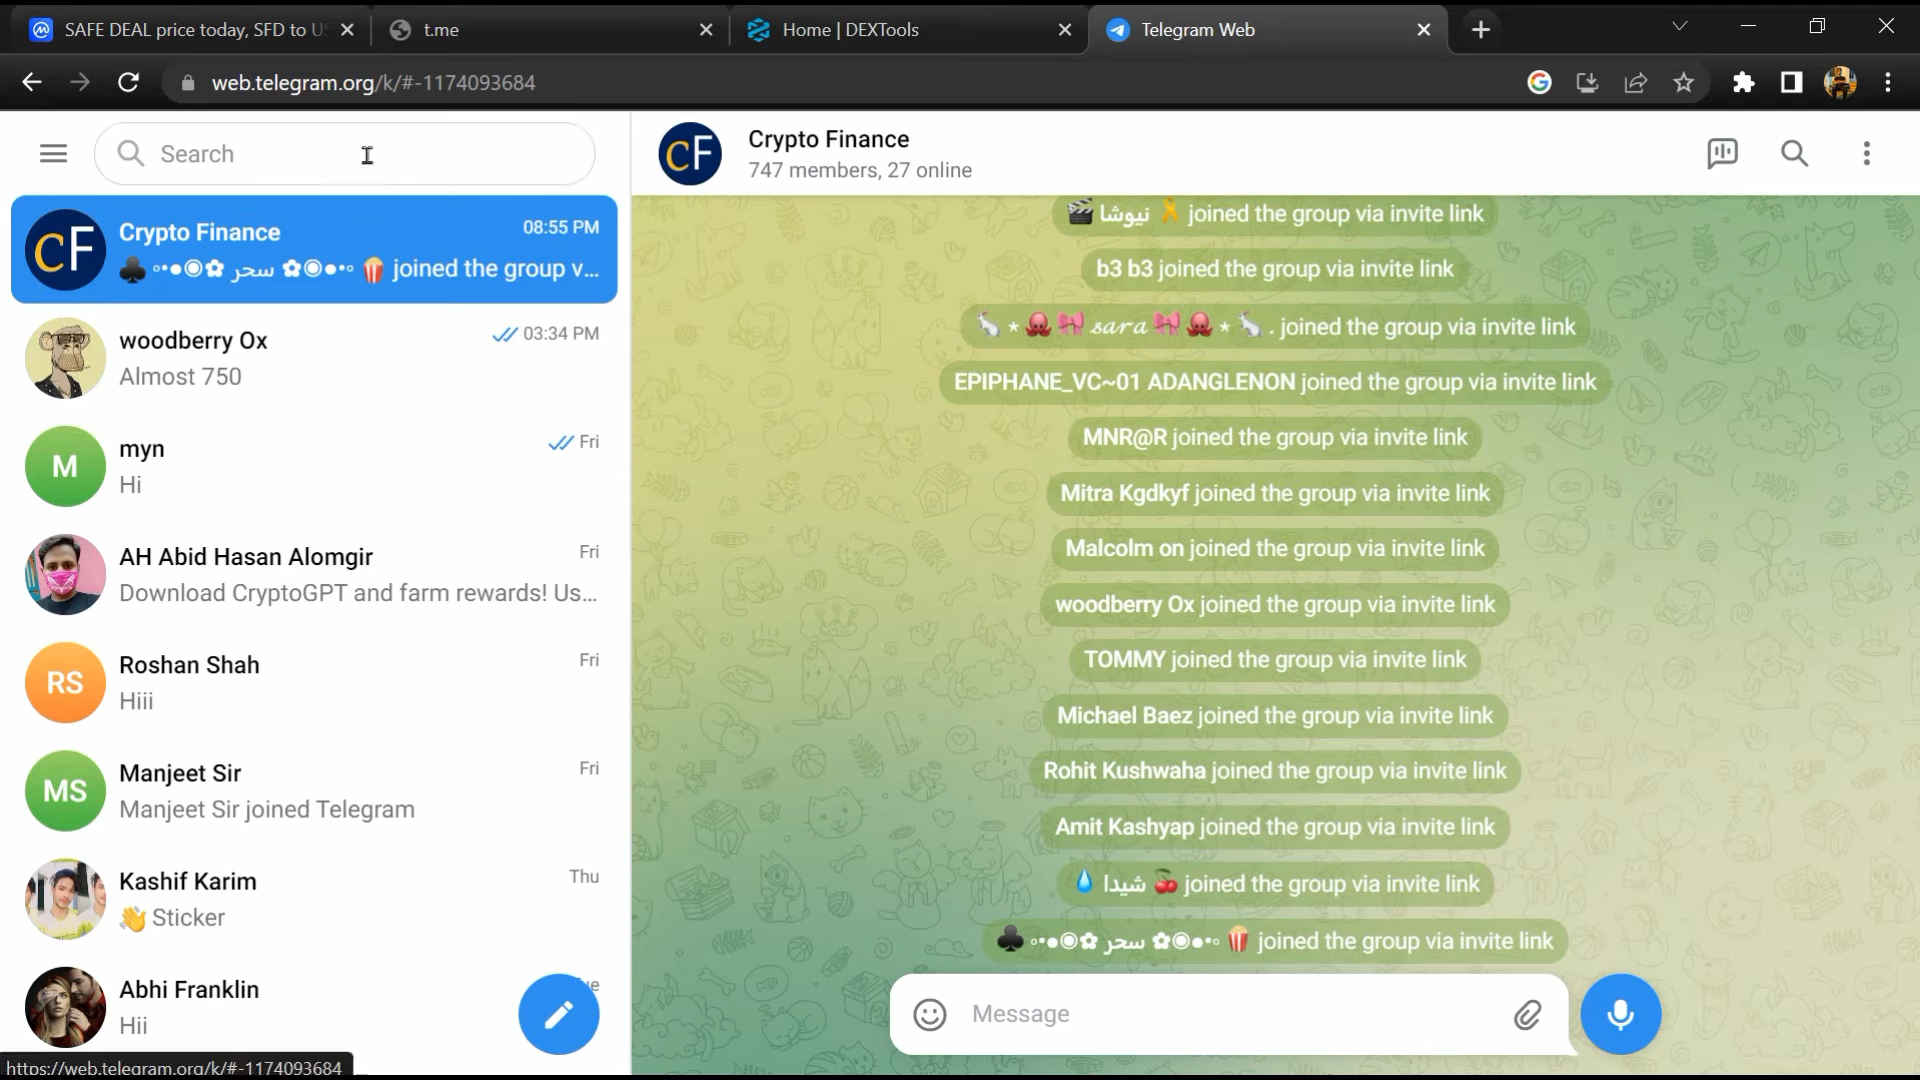 SAFE DEAL price today, SFD to U
t.me
Home | DEXTools
Telegram Web
web.telegram.org/k/#-1174093684
Search
CF
Crypto Finance
08:55 PM
♣ ◦•●◉✿ سحر ✿◉●•◦ 🍿 joined the group v...
woodberry Ox
03:34 PM
Almost 750
M
myn
Fri
Hi
AH Abid Hasan Alomgir
Fri
Download CryptoGPT and farm rewards! Us...
RS
Roshan Shah
Fri
Hiii
MS
Manjeet Sir
Fri
Manjeet Sir joined Telegram
Kashif Karim
Thu
👋 Sticker
Abhi Franklin
Hii
https://web.telegram.org/k/#-1174093684
CF
Crypto Finance
747 members, 27 online
🎬 نیوشا 🎗 joined the group via invite link
b3 b3 joined the group via invite link
🐇 ⋆ 🐙🎀 𝓈𝒶𝓇𝒶 🎀🐙 ⋆ 🐇 . joined the group via invite link
EPIPHANE_VC~01 ADANGLENON joined the group via invite link
MNR@R joined the group via invite link
Mitra Kgdkyf joined the group via invite link
Malcolm on joined the group via invite link
woodberry Ox joined the group via invite link
TOMMY joined the group via invite link
Michael Baez joined the group via invite link
Rohit Kushwaha joined the group via invite link
Amit Kashyap joined the group via invite link
💧 شیدا 🍒 joined the group via invite link
♣ ◦•●◉✿ سحر ✿◉●•◦ 🍿 joined the group via invite link
Message